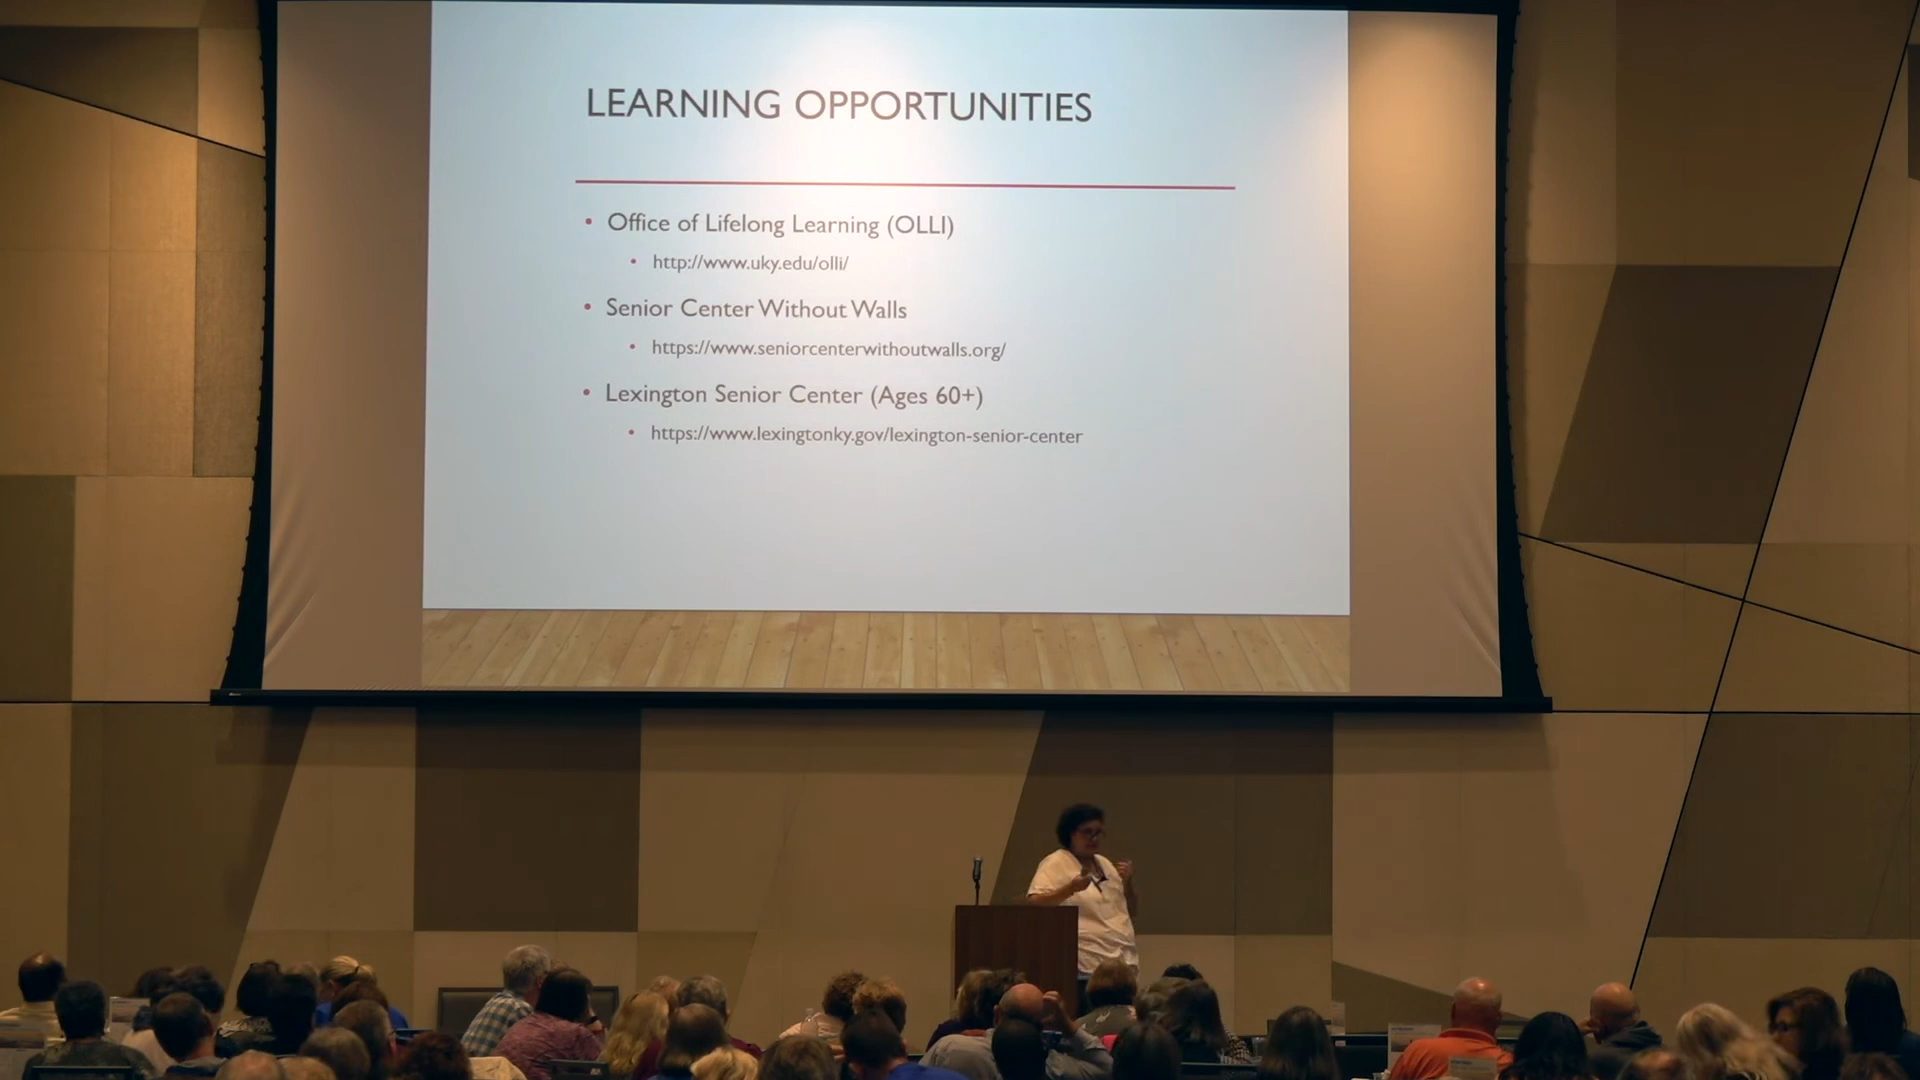 LEARNING OPPORTUNITIES
• Office of Lifelong Learning (OLLI)
• http://www.uky.edu/olli/
• Senior Center Without Walls
• https://www.seniorcenterwithoutwalls.org/
• Lexington Senior Center (Ages 60+)
• https://www.lexingtonky.gov/lexington-senior-center